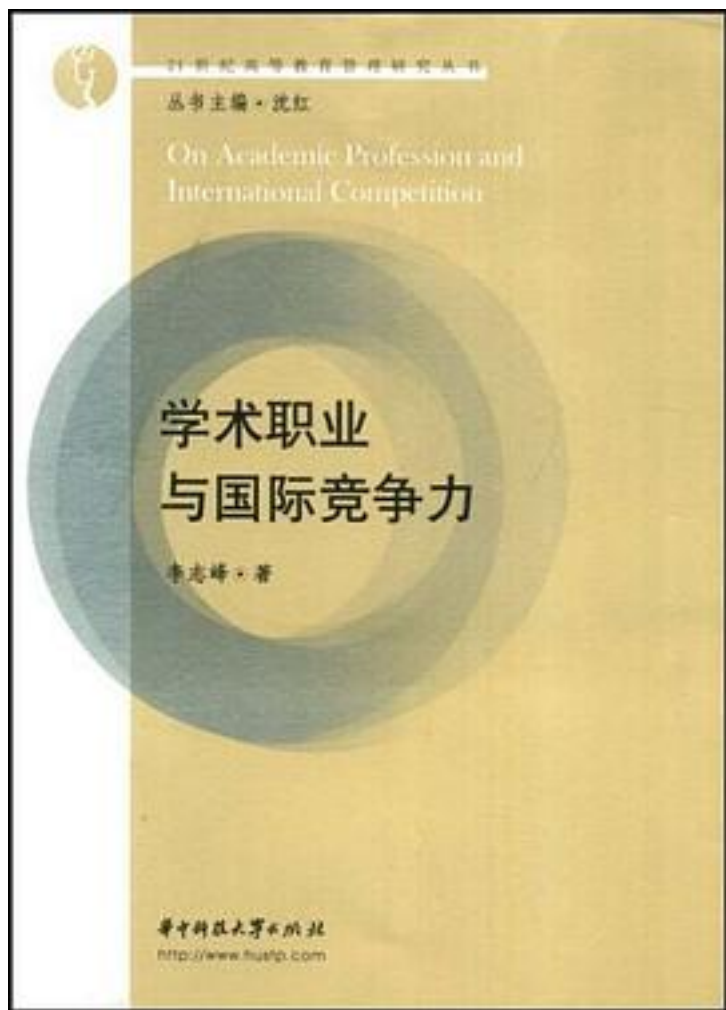 21世纪高等教育管理研究丛书
丛书主编·沈红
On Academic Profession and
International Competition
学术职业
与国际竞争力
李志峰·著
华中科技大学出版社
http://www.hustp.com